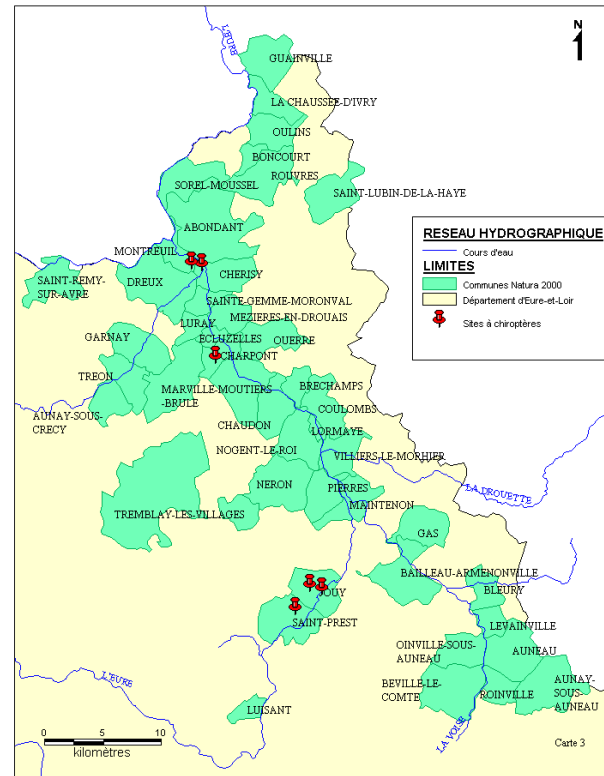 L'EURE
N
GUAINVILLE
LA CHAUSSEE-D'IVRY
OULINS
BONCOURT
ROUVRES
SOREL-MOUSSEL
SAINT-LUBIN-DE-LA-HAYE
ABONDANT
MONTREUIL
CHERISY
SAINT-REMY-
SUR-AVRE
DREUX
SAINTE-GEMME-MORONVAL
MEZIERES-EN-DROUAIS
LURAY
GARNAY
ECLUZELLES
OUERRE
CHARPONT
TREON
MARVILLE-MOUTIERS
-BRULE
BRECHAMPS
AUNAY-SOUS-
CRECY
COULOMBS
CHAUDON
LORMAYE
NOGENT-LE-ROI
VILLIERS-LE-MORHIER
NERON
PIERRES
LA DROUETTE
MAINTENON
TREMBLAY-LES-VILLAGES
GAS
BAILLEAU-ARMENONVILLE
BLEURY
JOUY
SAINT-PREST
LEVAINVILLE
OINVILLE-SOUS-
AUNEAU
AUNEAU
L'EURE
BEVILLE-LE-
COMTE
ROINVILLE
AUNAY-
SOUS-
AUNEAU
LUISANT
LA VOISE
RESEAU HYDROGRAPHIQUE
Cours d'eau
LIMITES
Communes Natura 2000
Département d'Eure-et-Loir
Sites à chiroptères
0 5 10
kilomètres
Carte 3